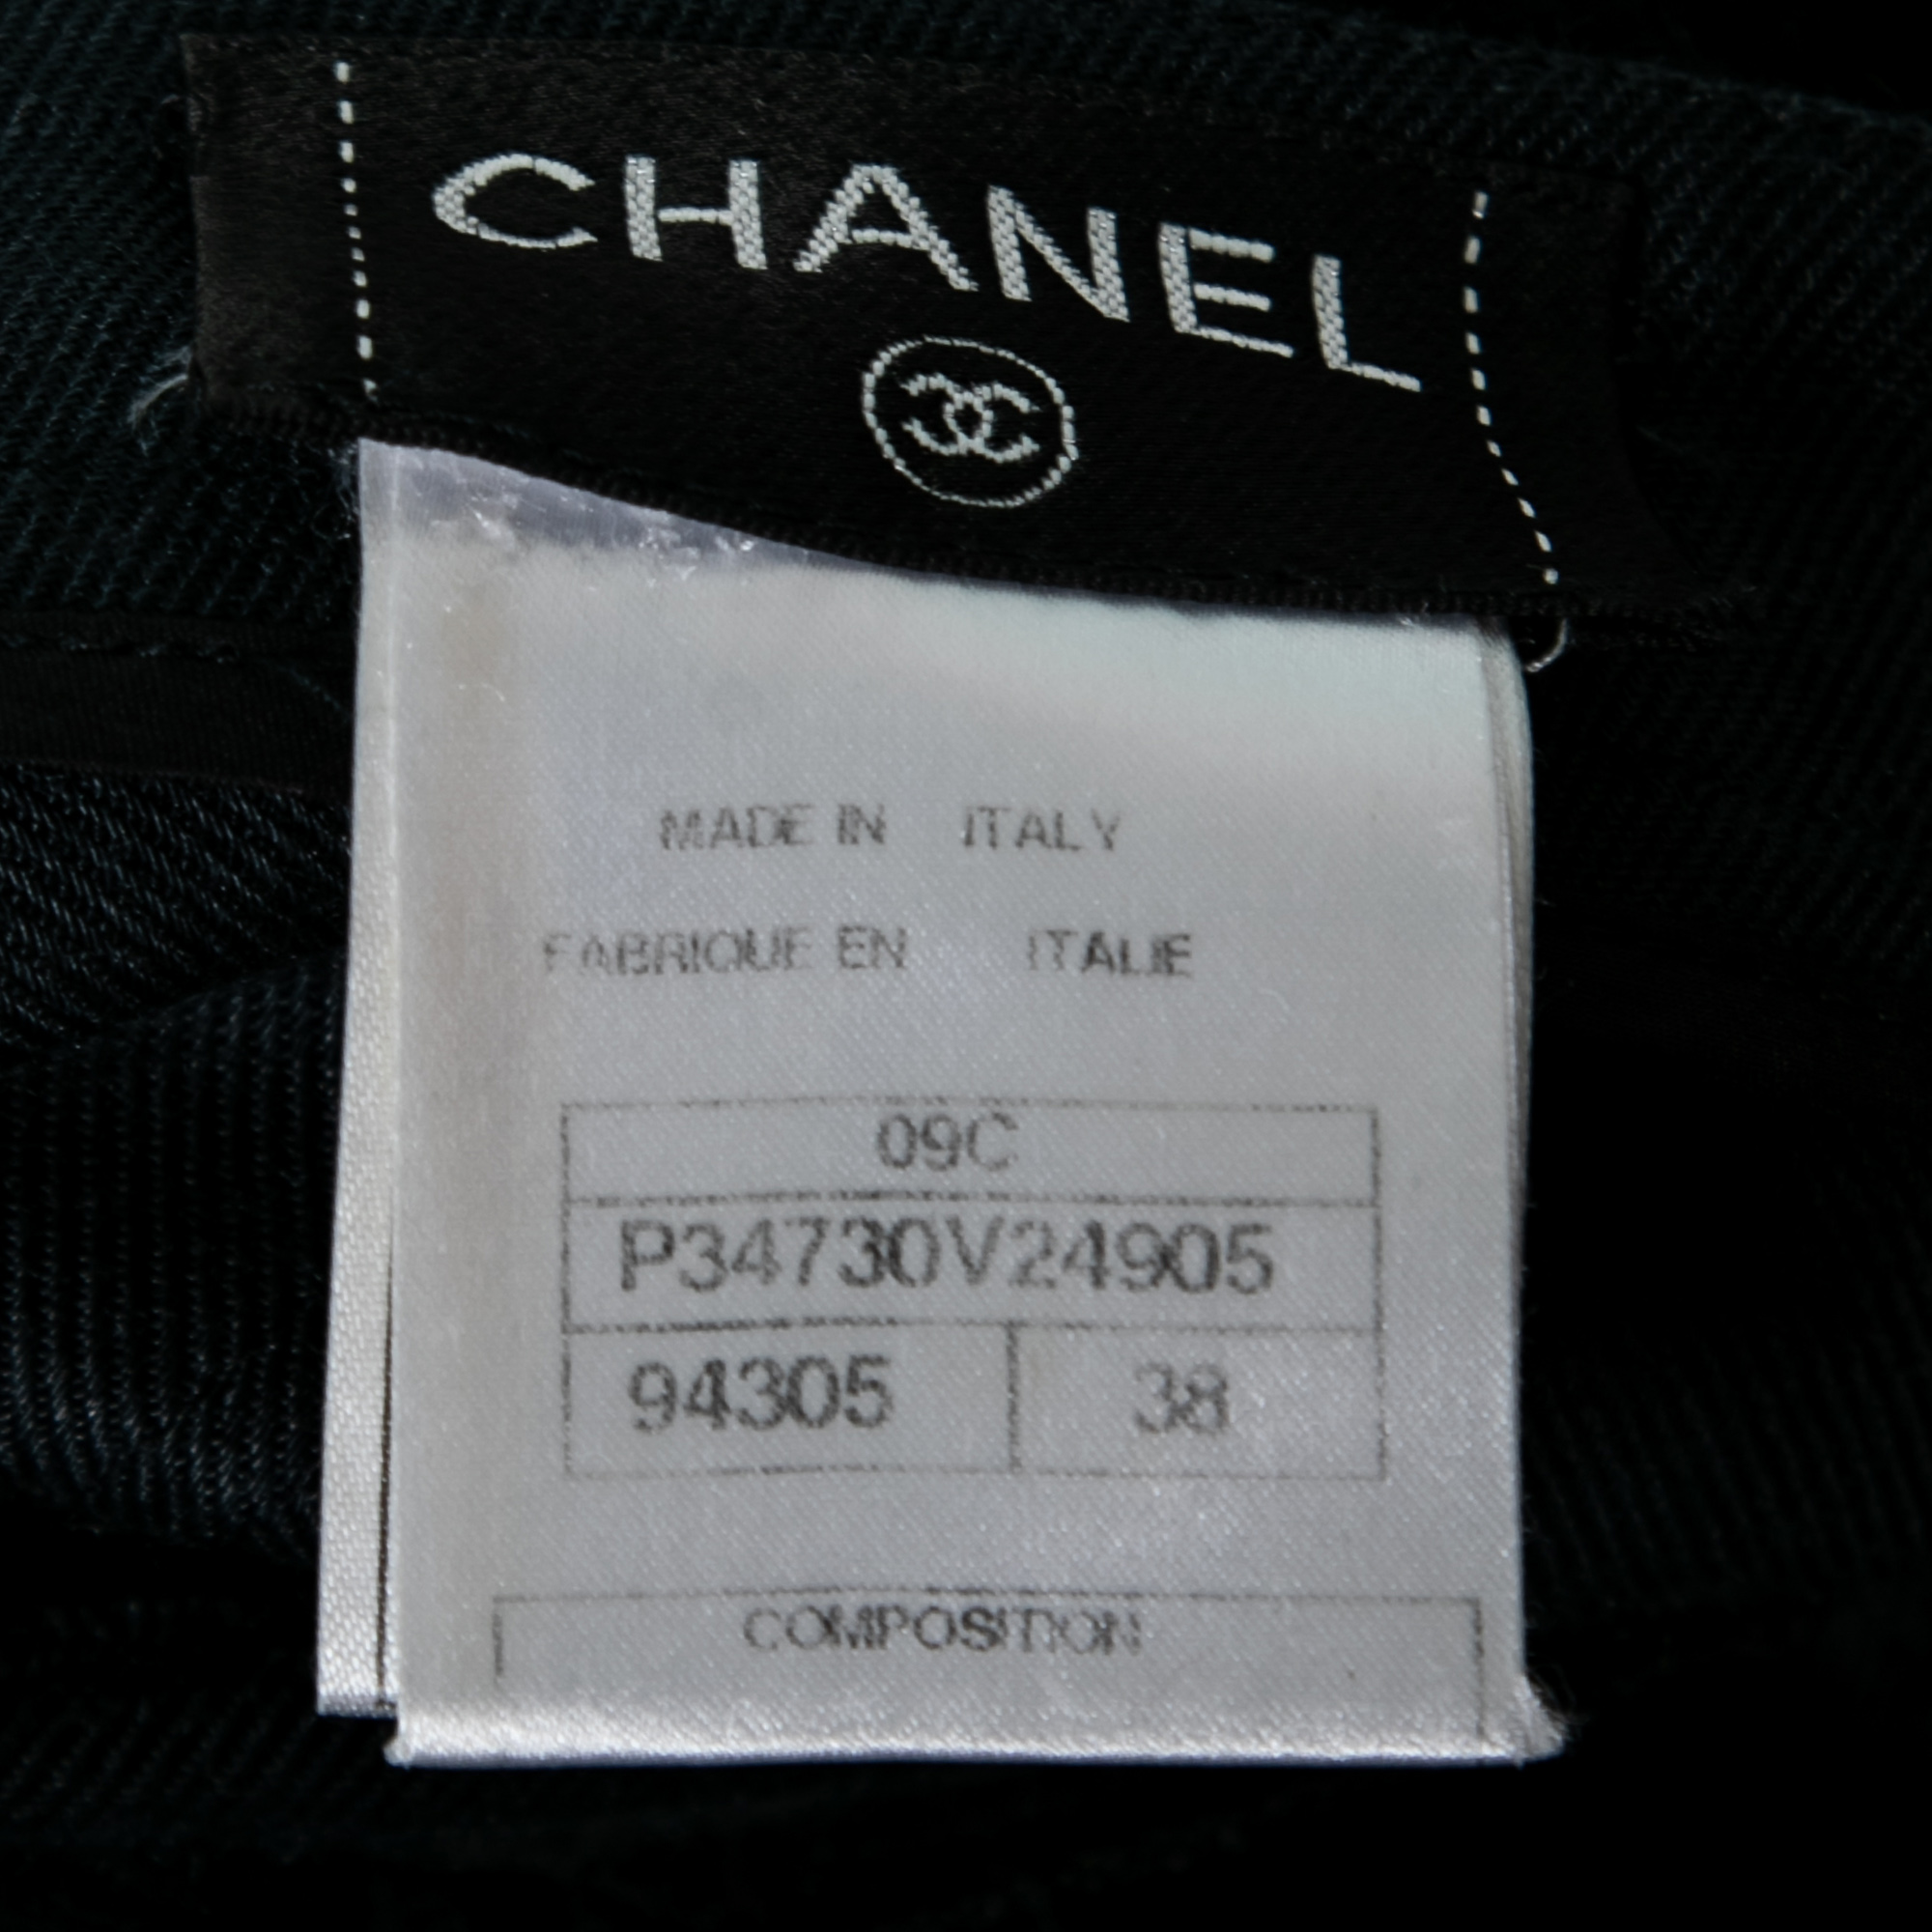 CHANEL
MADE IN ITALY
FABRIQUE EN ITALIE
09C
P34730V24905
94305 38
COMPOSITION